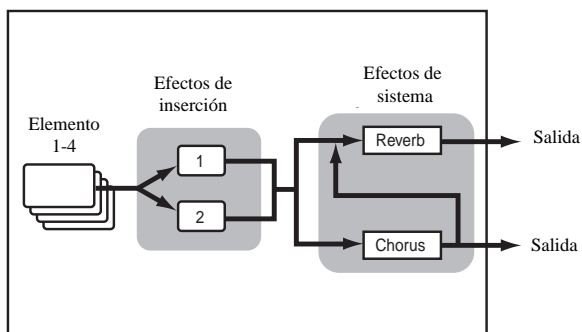 Elemento
1-4
Efectos de
inserción
1
2
Efectos de
sistema
Reverb
Chorus
Salida
Salida